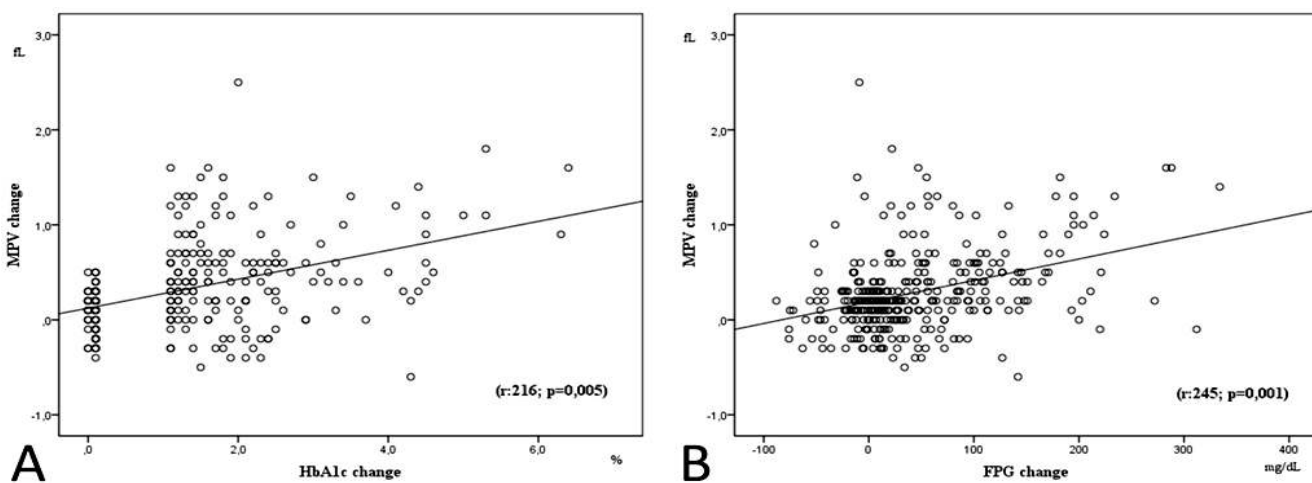 3,0
fL
2,0
1,0
,0
-1,0
MPV change
(r:216; p=0,005)
,0
2,0
4,0
6,0
%
HbA1c change
A
3,0
fL
2,0
1,0
,0
-1,0
MPV change
(r:245; p=0,001)
-100
0
100
200
300
400
mg/dL
FPG change
B